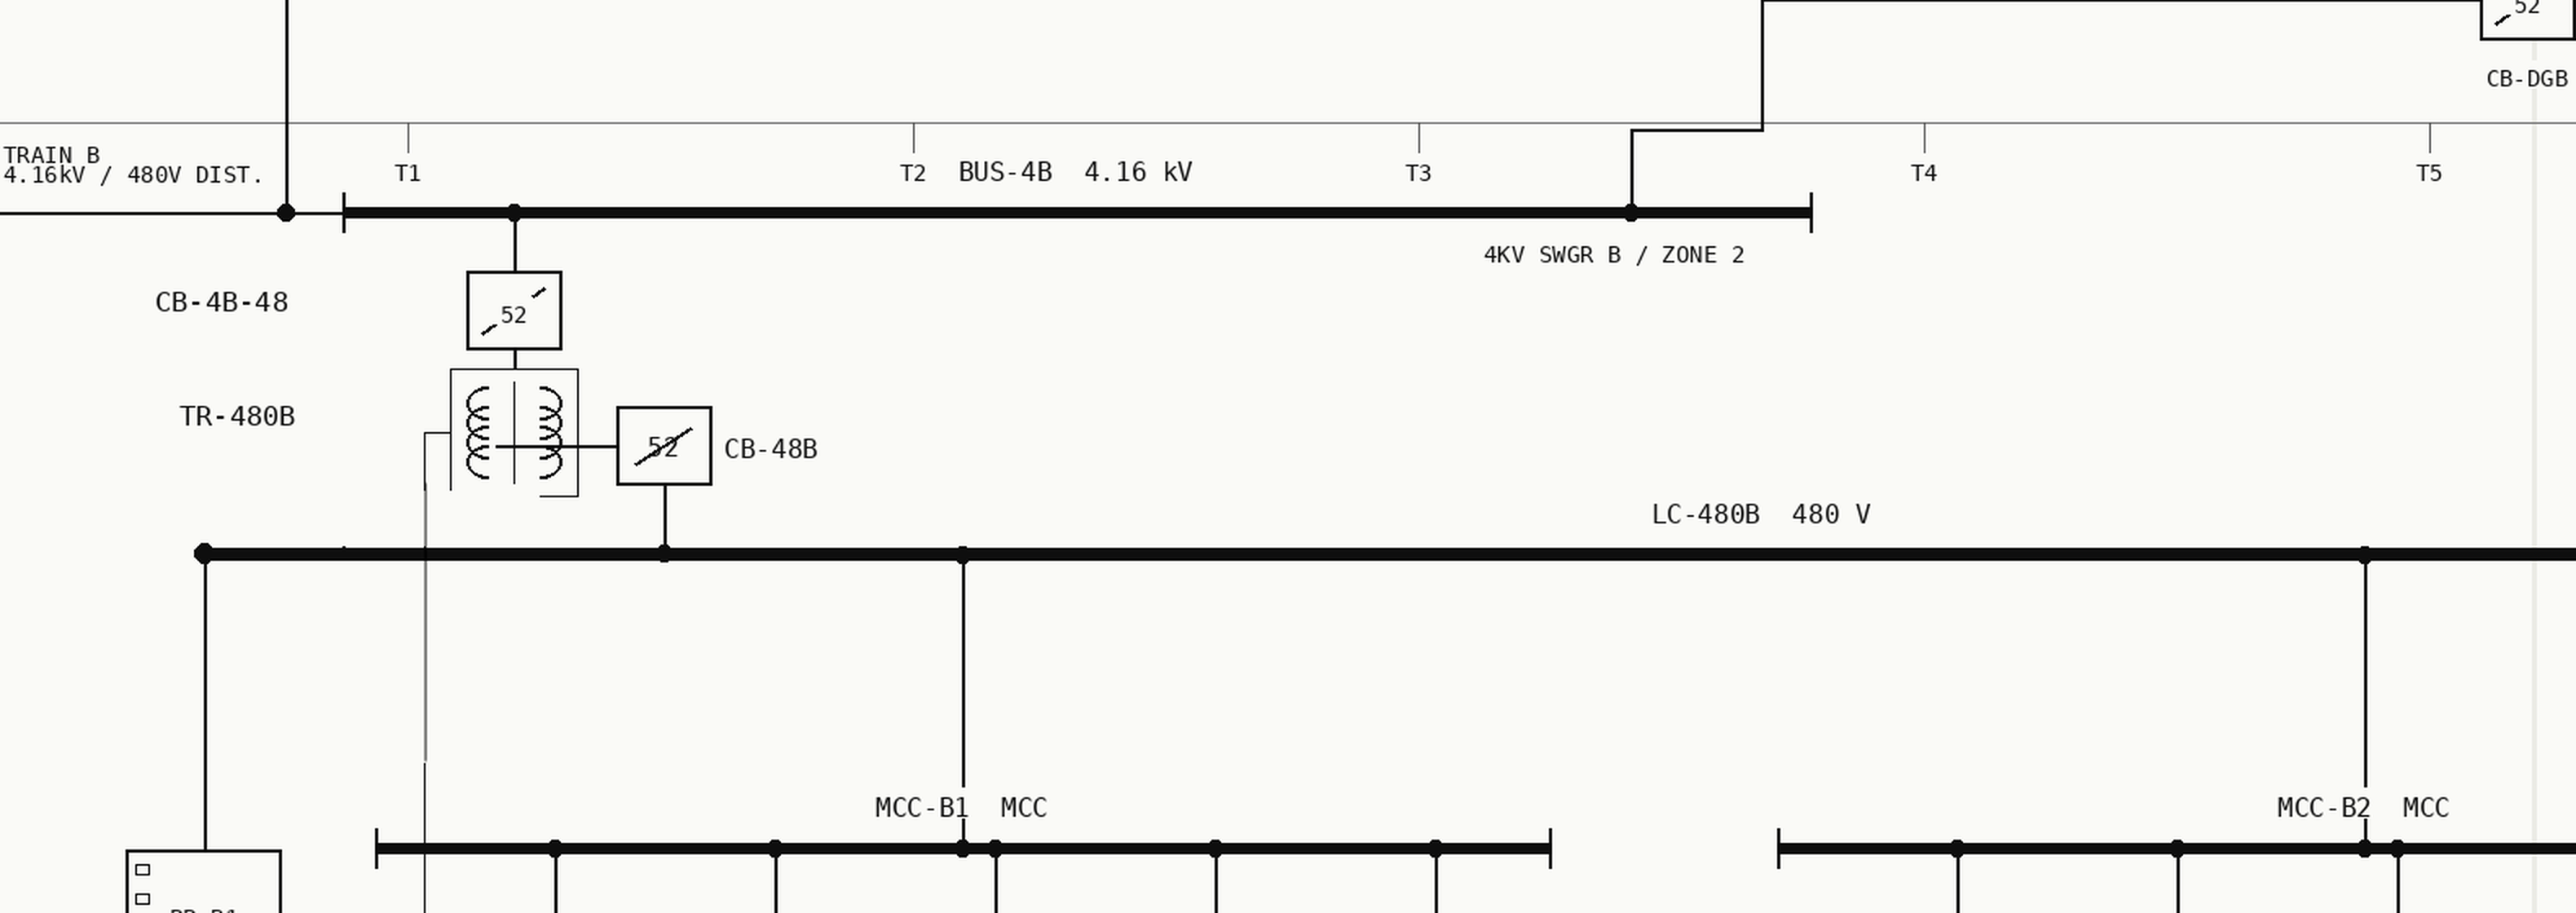 52
CB-DGB
TRAIN B
4.16kV / 480V DIST.
T1
T2
BUS-4B 4.16 kV
T3
T4
T5
4KV SWGR B / ZONE 2
CB-4B-48
52
TR-480B
52
CB-48B
LC-480B 480 V
MCC-B1 MCC
MCC-B2 MCC